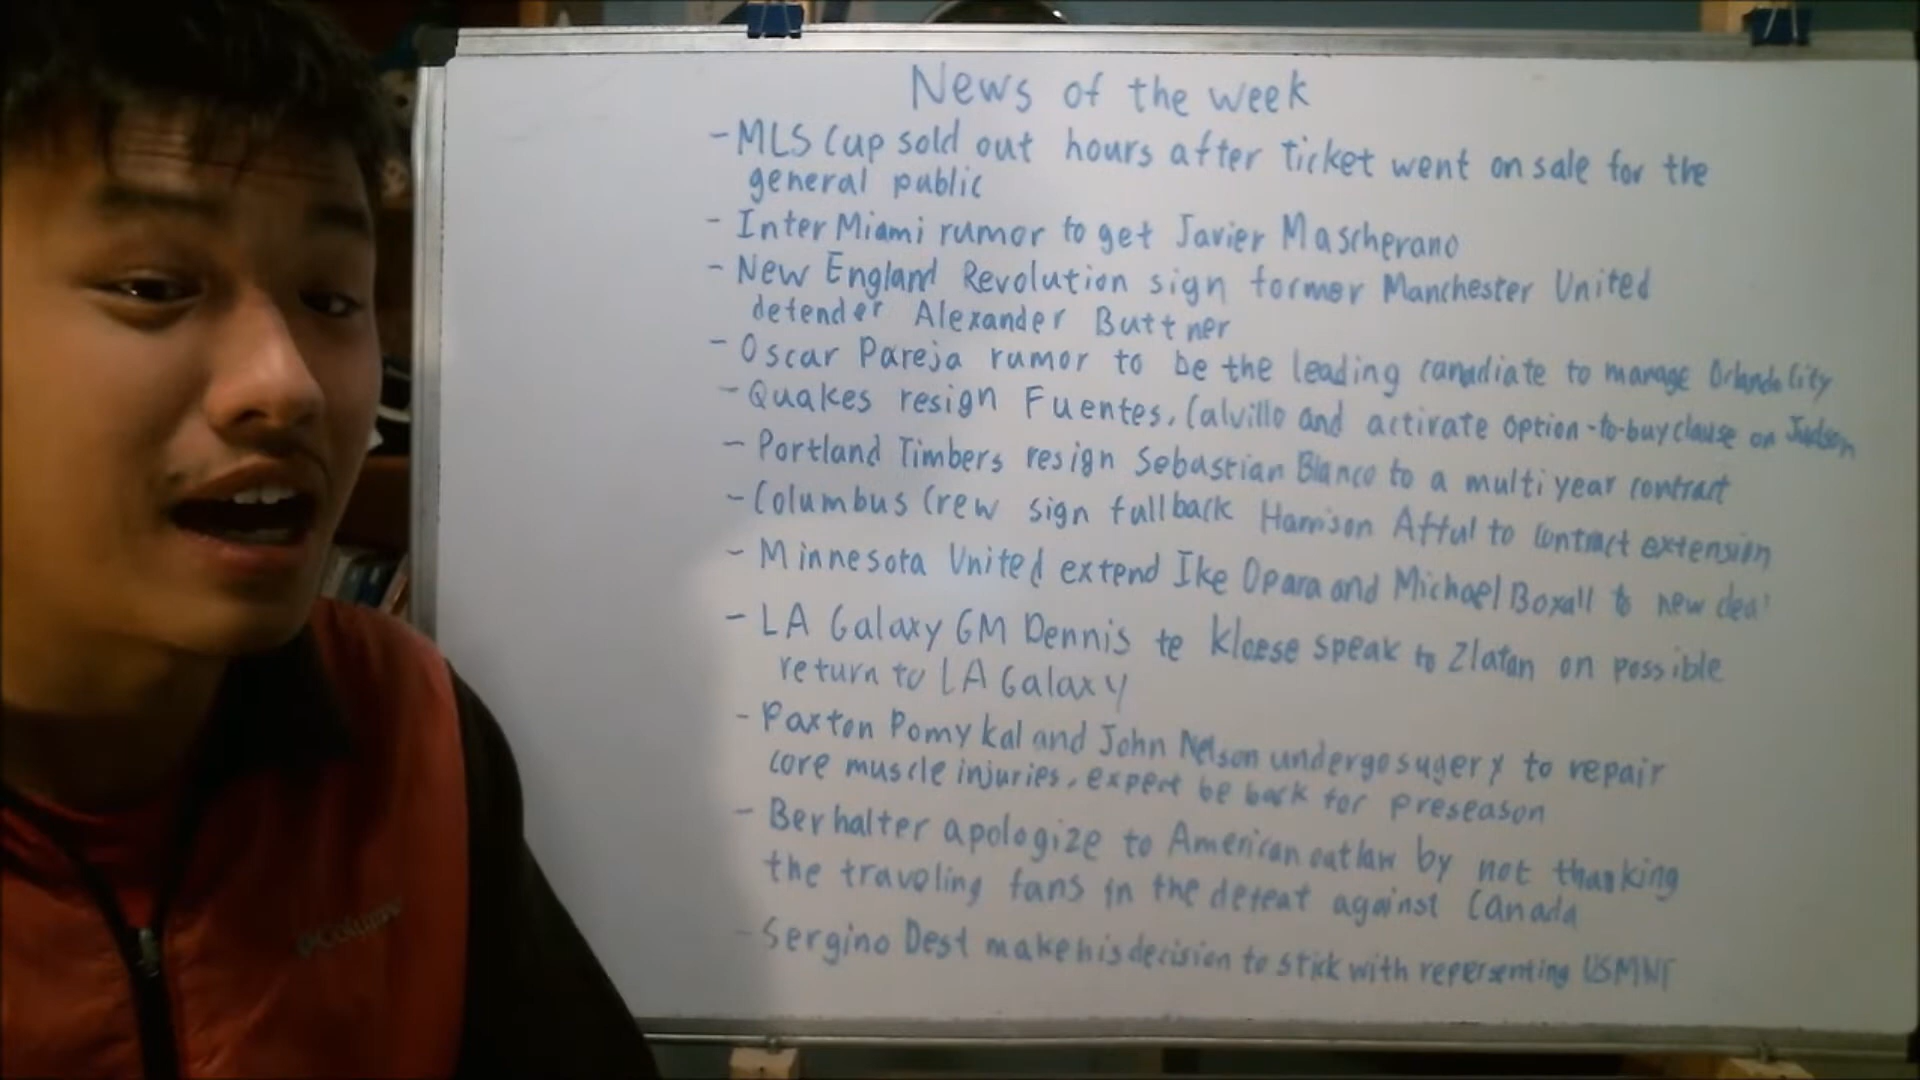 News of the week
- MLS Cup sold out hours after ticket went on sale for the
general public
- Inter Miami rumor to get Javier Mascherano
- New England Revolution sign former Manchester United
defender Alexander Buttner
- Oscar Pareja rumor to be the leading canadiate to manage Orlando City
- Quakes resign Fuentes, Calvillo and activate option-to-buy clause on Judson
- Portland Timbers resign Sebastian Blanco to a multi year contract
- Columbus Crew sign fullback Harrison Afful to contract extension
- Minnesota United extend Ike Opara and Michael Boxall to new deal
- LA Galaxy GM Dennis te kloese speak to Zlatan on possible
return to LA Galaxy
- Paxton Pomykal and John Nelson undergo sugery to repair
core muscle injuries, expect be back for preseason
- Berhalter apologize to American outlaw by not thanking
the traveling fans in the defeat against Canada
- Sergino Dest make his decision to stick with repersenting USMNT
Columbia